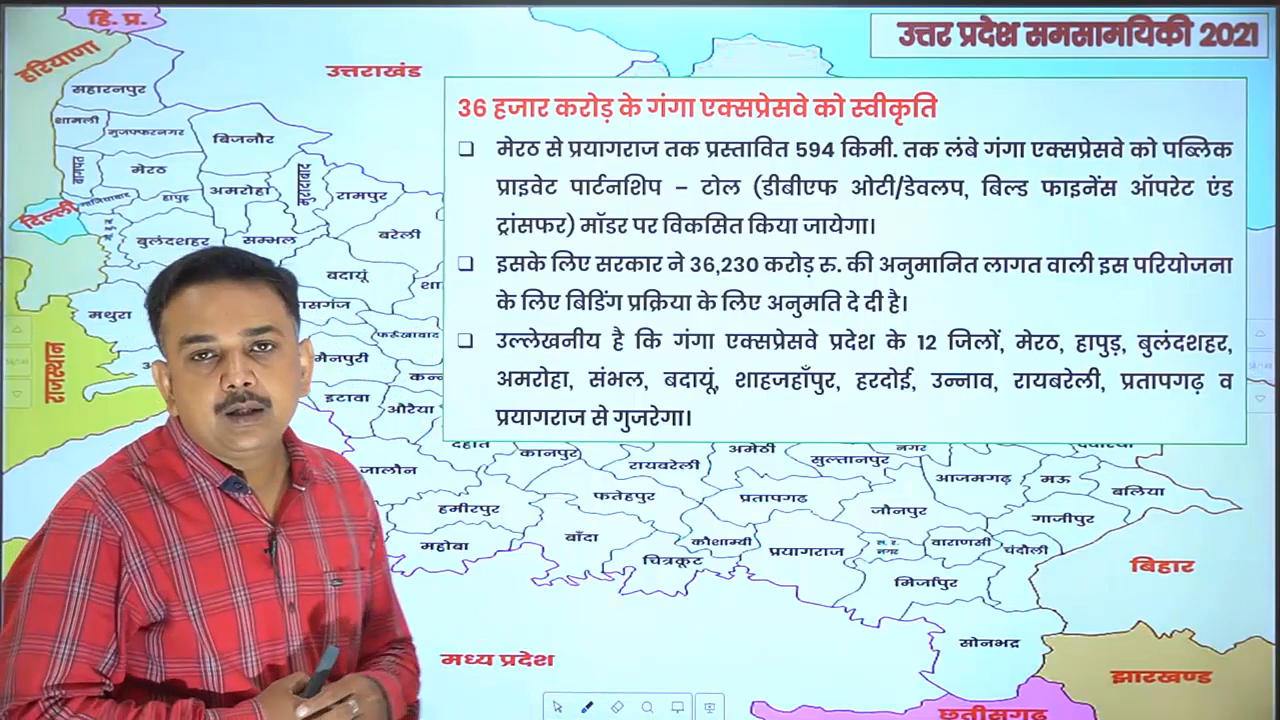 हि. प्र.
उत्तर प्रदेश समसामयिकी 2021
हरियाणा
उत्तराखंड
सहारनपुर
शामली
मुजफ्फरनगर
बिजनौर
बागपत
मेरठ
अमरोहा
मुरादाबाद
रामपुर
दिल्ली
हापुड़
बरेली
बुलंदशहर
सम्भल
बदायूं
शा
मथुरा
फर्रुखाबाद
मैनपुरी
राजस्थान
इटावा
औरैया
36 हजार करोड़ के गंगा एक्सप्रेसवे को स्वीकृति
मेरठ से प्रयागराज तक प्रस्तावित 594 किमी. तक लंबे गंगा एक्सप्रेसवे को पब्लिक
प्राइवेट पार्टनशिप – टोल (डीबीएफ ओटी/डेवलप, बिल्ड फाइनेंस ऑपरेट एंड
ट्रांसफर) मॉडर पर विकसित किया जायेगा।
इसके लिए सरकार ने 36,230 करोड़ रु. की अनुमानित लागत वाली इस परियोजना
के लिए बिडिंग प्रक्रिया के लिए अनुमति दे दी है।
उल्लेखनीय है कि गंगा एक्सप्रेसवे प्रदेश के 12 जिलों, मेरठ, हापुड़, बुलंदशहर,
अमरोहा, संभल, बदायूं, शाहजहाँपुर, हरदोई, उन्नाव, रायबरेली, प्रतापगढ़ व
प्रयागराज से गुजरेगा।
देहात
कानपुर
अमेठी
नगर
जालौन
रायबरेली
सुल्तानपुर
आजमगढ़
मऊ
बलिया
हमीरपुर
फतेहपुर
प्रतापगढ़
जौनपुर
गाजीपुर
महोबा
बाँदा
कौशाम्बी
प्रयागराज
वाराणसी
चंदौली
चित्रकूट
मिर्जापुर
बिहार
सोनभद्र
मध्य प्रदेश
झारखण्ड
छत्तीसगढ़